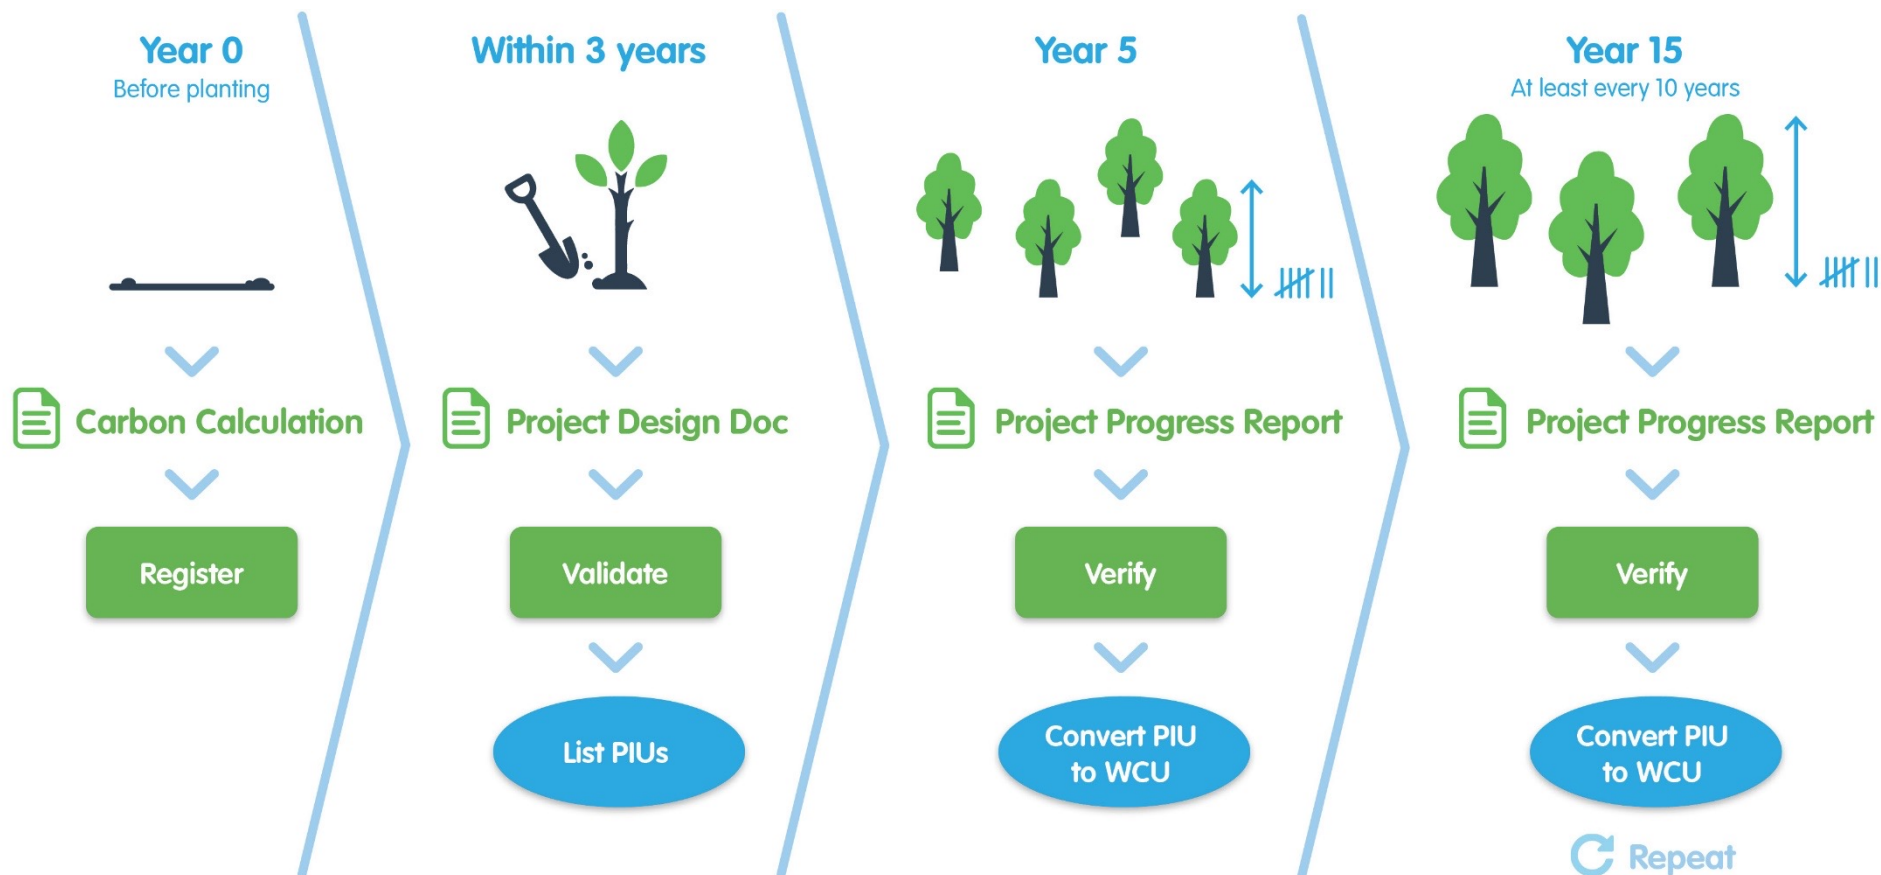 Year 0
Before planting
Carbon Calculation
Register
Within 3 years
Project Design Doc
Validate
List PIUs
Year 5
Project Progress Report
Verify
Convert PIU
to WCU
Year 15
At least every 10 years
Project Progress Report
Verify
Convert PIU
to WCU
Repeat